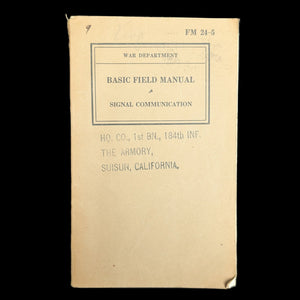 9
FM 24-5
WAR DEPARTMENT
BASIC FIELD MANUAL
SIGNAL COMMUNICATION
HQ. CO., 1st BN., 184th INF.
THE ARMORY,
SUISUN, CALIFORNIA.